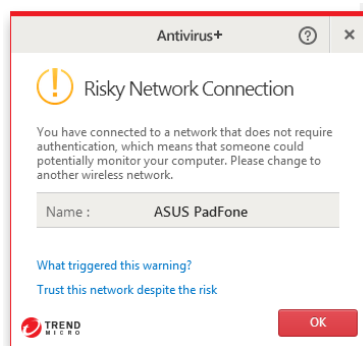 Antivirus+
Risky Network Connection
You have connected to a network that does not require
authentication, which means that someone could
potentially monitor your computer. Please change to
another wireless network.
Name : ASUS PadFone
What triggered this warning?
Trust this network despite the risk
TREND
MICRO
OK